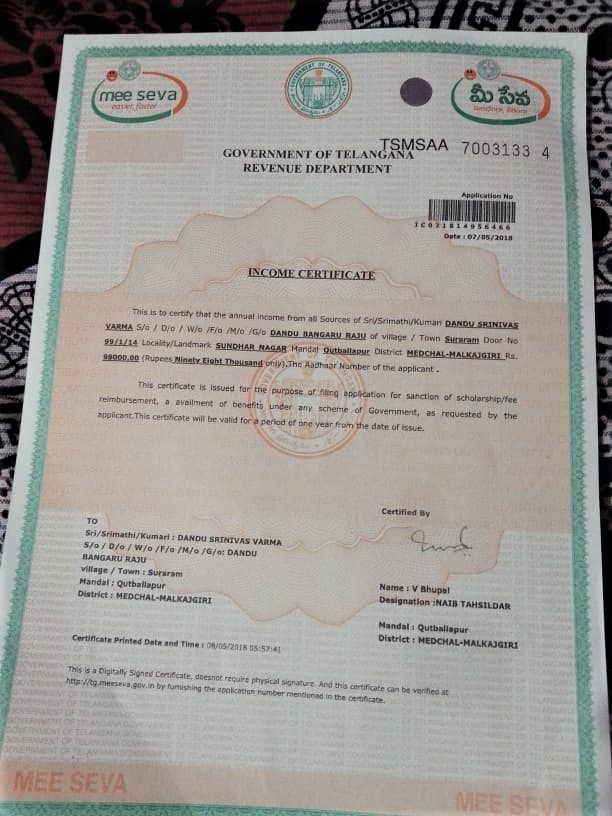 mee seva
easier, faster
మీ సేవ
TSMSAA 7003133 4
GOVERNMENT OF TELANGANA
REVENUE DEPARTMENT
Application No
IC021814956466
Date : 07/05/2018
INCOME CERTIFICATE
This is to certify that the annual income from all Sources of Sri/Srimathi/Kumari DANDU SRINIVAS
VARMA S/o / D/o / W/o /F/o /M/o /G/o DANDU BANGARU RAJU of village / Town Suraram Door No
99/1/14 Locality/Landmark SUNDHAR NAGAR Mandal Qutballapur District MEDCHAL-MALKAJGIRI Rs.
98000.00 (Rupees Ninety Eight Thousand only).The Aadhaar Number of the applicant .
This certificate is issued for the purpose of filing application for sanction of scholarship/fee
reimbursement, a availment of benefits under any scheme of Government, as requested by the
applicant.This certificate will be valid for a period of one year from the date of issue.
Certified By
TO
Sri/Srimathi/Kumari : DANDU SRINIVAS VARMA
S/o / D/o / W/o /F/o /M/o /G/o: DANDU
BANGARU RAJU
village / Town : Suraram
Mandal : Qutballapur
District : MEDCHAL-MALKAJGIRI
Name : V Bhupal
Designation :NAIB TAHSILDAR
Mandal : Qutballapur
District : MEDCHAL-MALKAJGIRI
Certificate Printed Date and Time : 08/05/2018 05:57:41
This is a Digitally Signed Certificate, doesnot require physical signature. And this certificate can be verified at
http://tg.meeseva.gov.in by furnishing the application number mentioned in the certificate.
MEE SEVA
MEE SEVA